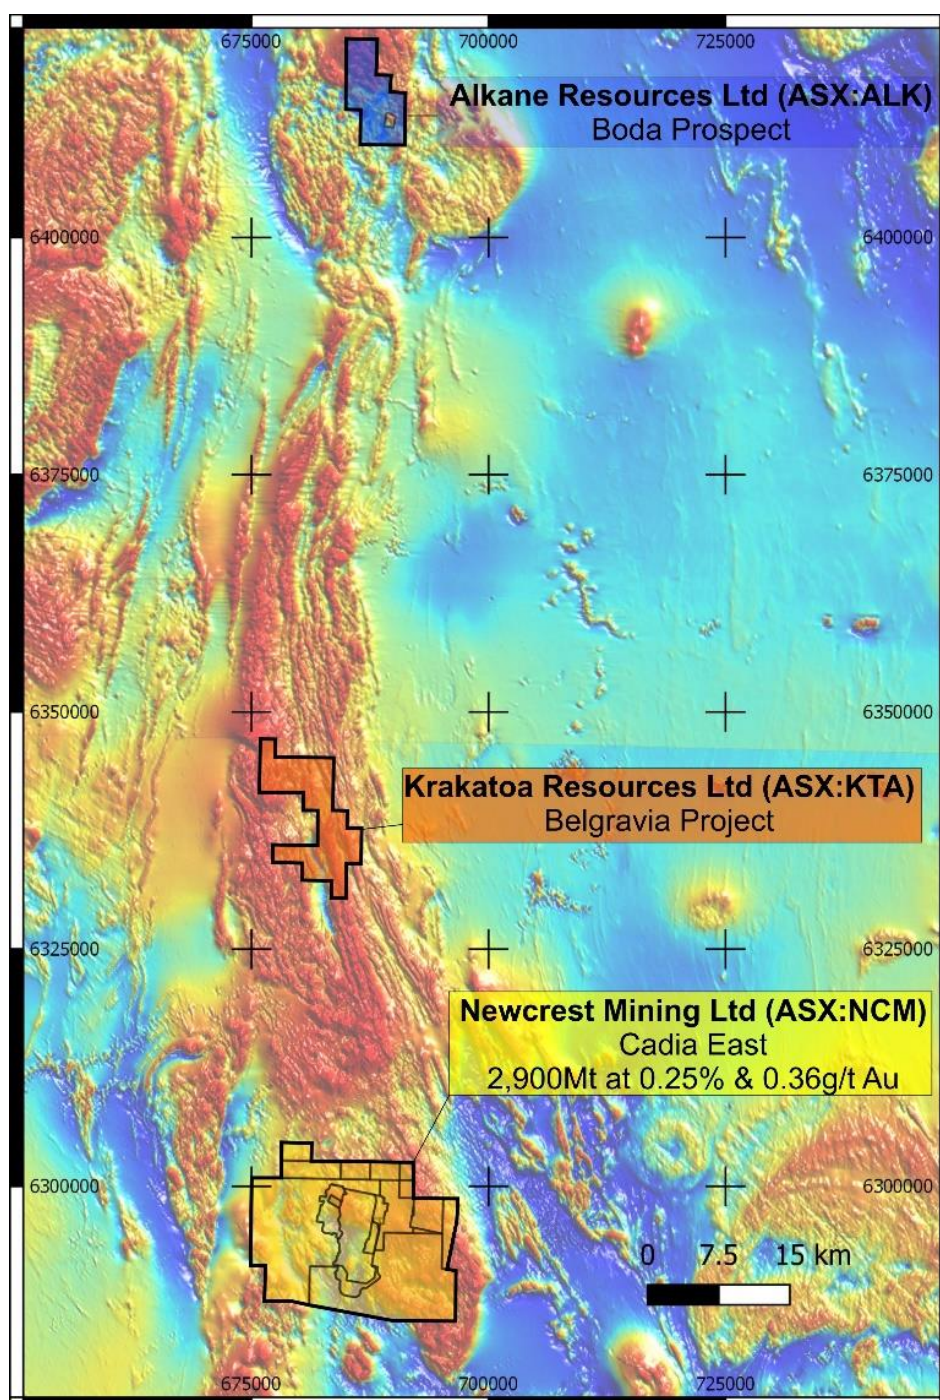 675000 700000 725000
Alkane Resources Ltd (ASX:ALK)
Boda Prospect
6400000 6400000
6375000 6375000
6350000 6350000
Krakatoa Resources Ltd (ASX:KTA)
Belgravia Project
6325000 6325000
Newcrest Mining Ltd (ASX:NCM)
Cadia East
2,900Mt at 0.25% & 0.36g/t Au
6300000 6300000
0 7.5 15 km
675000 700000 725000